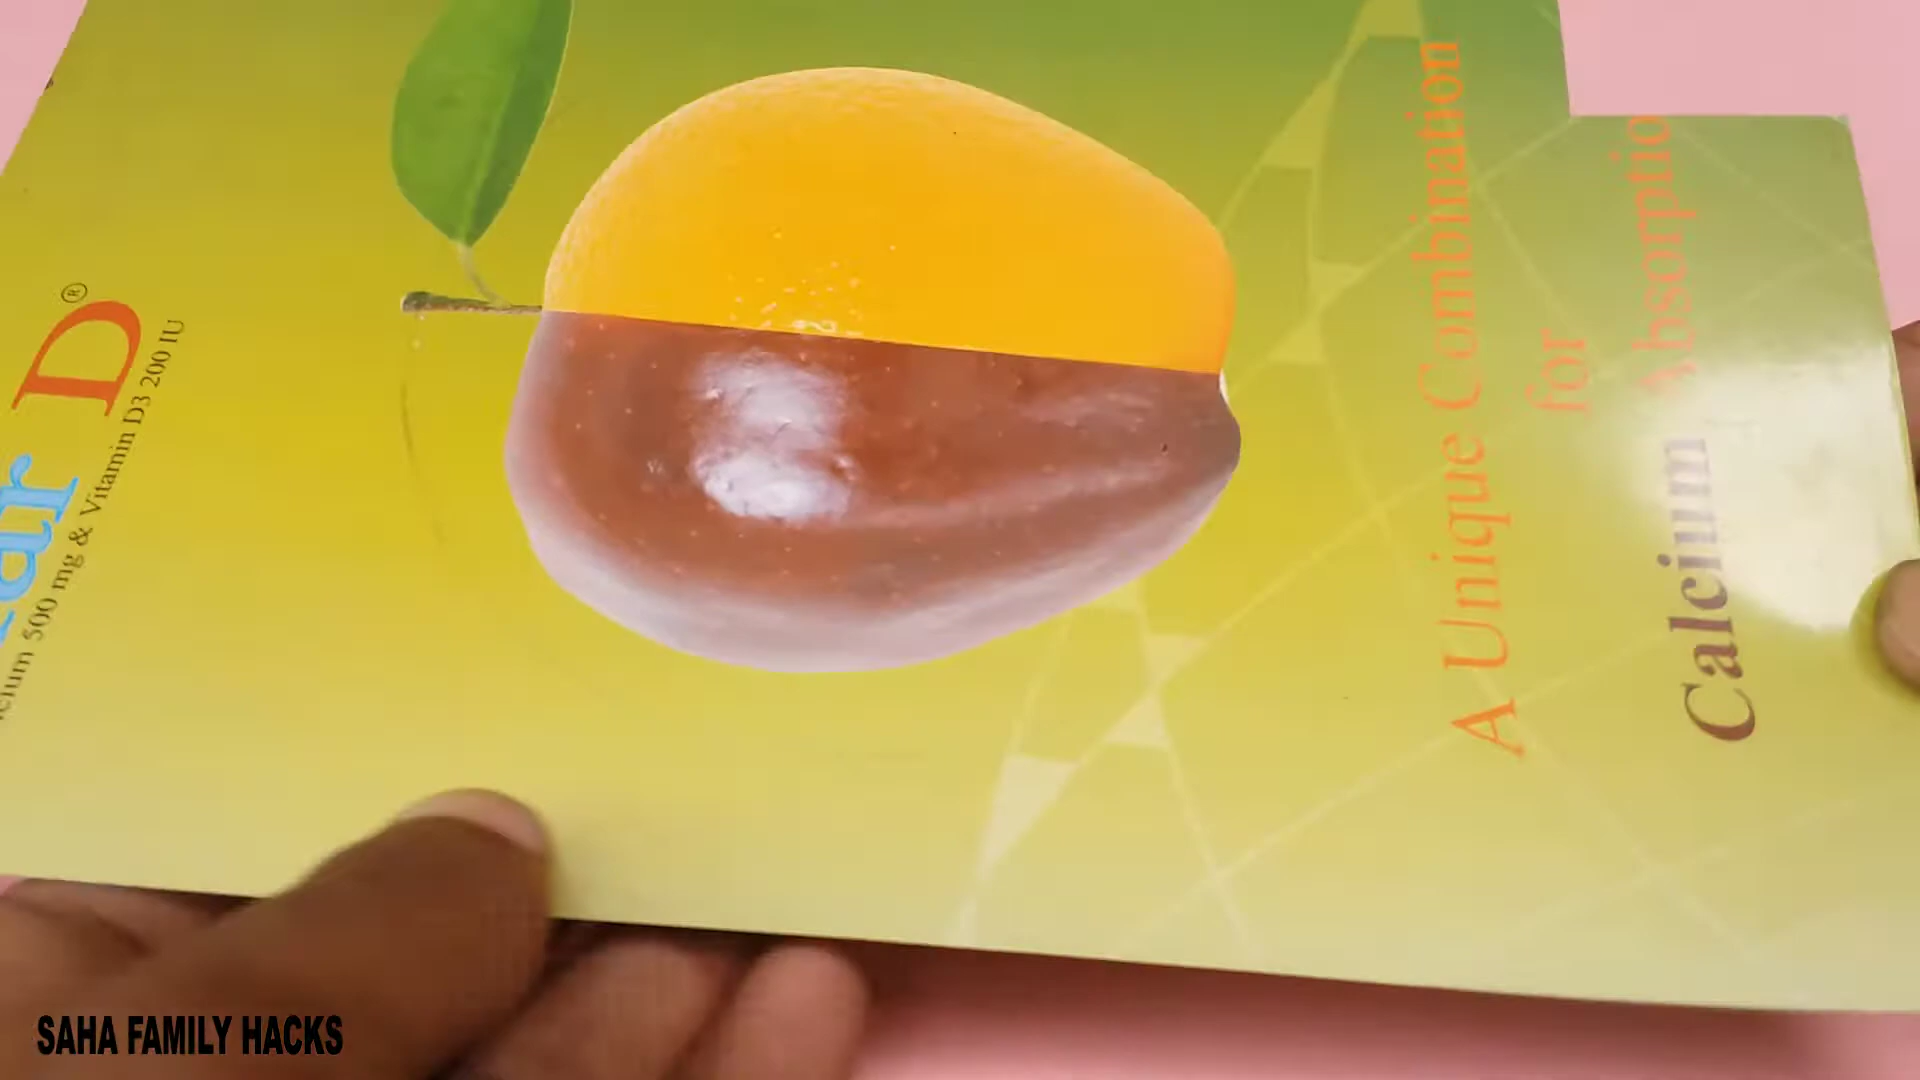 D®
500 mg & Vitamin D3 200 IU
A Unique Combination
for
Calcium Absorptio
SAHA FAMILY HACKS